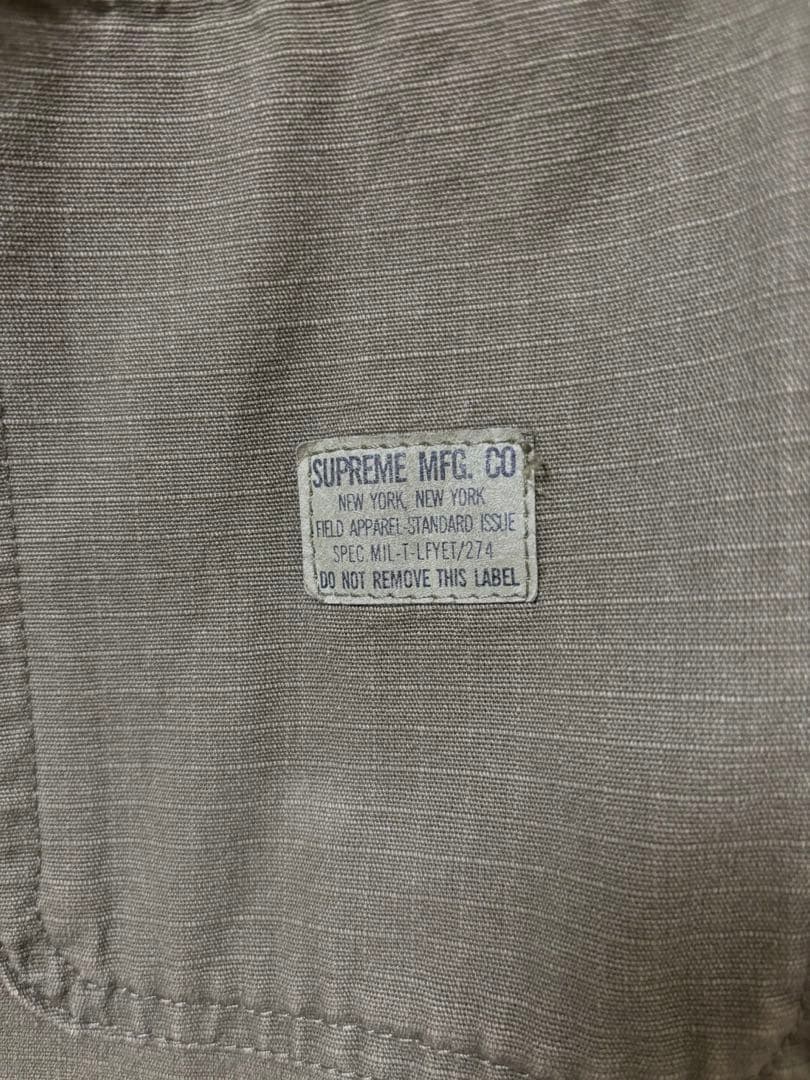 SUPREME MFG. CO
NEW YORK, NEW YORK
FIELD APPAREL-STANDARD ISSUE
SPEC. MIL-T-LFYET/274
DO NOT REMOVE THIS LABEL